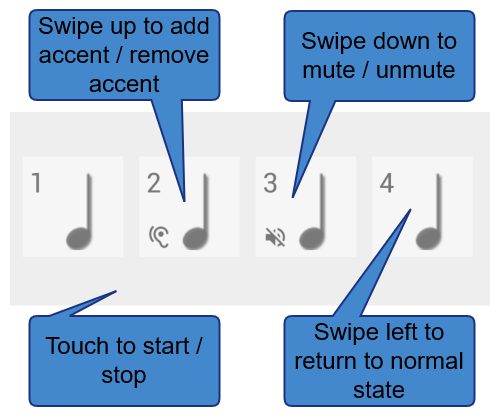 Swipe up to add
accent / remove
accent
Swipe down to
mute / unmute
1
2
3
4
Touch to start /
stop
Swipe left to
return to normal
state